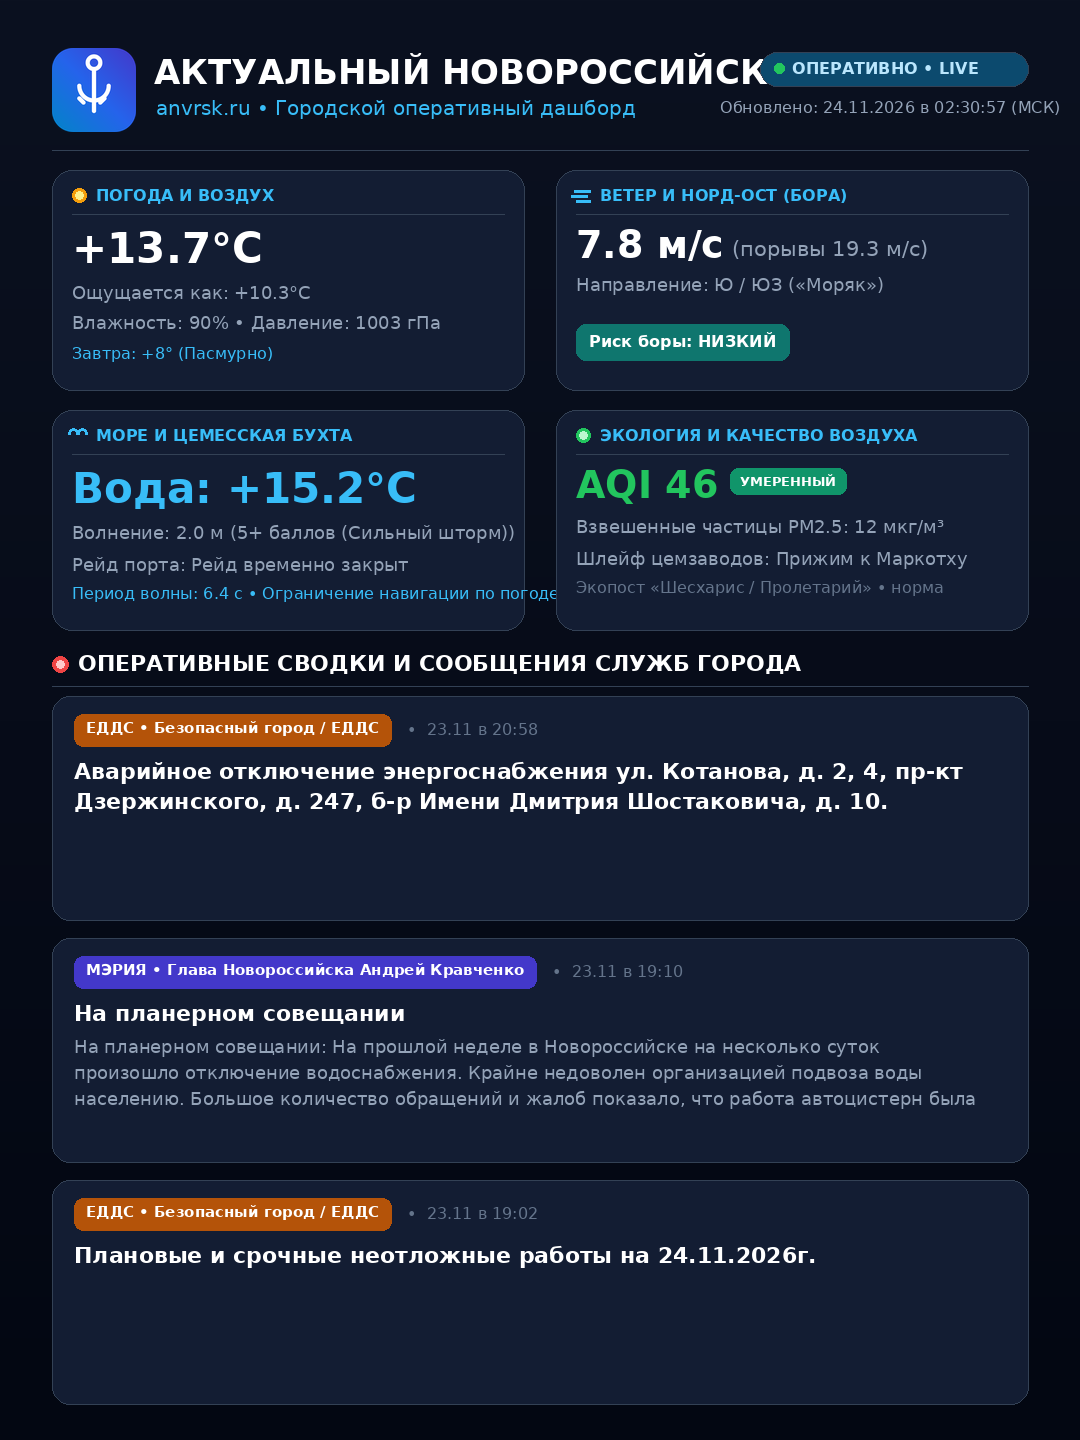 АКТУАЛЬНЫЙ НОВОРОССИЙСК
ОПЕРАТИВНО • LIVE
anvrsk.ru • Городской оперативный дашборд
Обновлено: 24.11.2026 в 02:30:57 (МСК)
ПОГОДА И ВОЗДУХ
+13.7°C
Ощущается как: +10.3°C
Влажность: 90% • Давление: 1003 гПа
Завтра: +8° (Пасмурно)
ВЕТЕР И НОРД-ОСТ (БОРА)
7.8 м/с (порывы 19.3 м/с)
Направление: Ю / ЮЗ («Моряк»)
Риск боры: НИЗКИЙ
МОРЕ И ЦЕМЕССКАЯ БУХТА
Вода: +15.2°C
Волнение: 2.0 м (5+ баллов (Сильный шторм))
Рейд порта: Рейд временно закрыт
Период волны: 6.4 с • Ограничение навигации по погоде
ЭКОЛОГИЯ И КАЧЕСТВО ВОЗДУХА
AQI 46 УМЕРЕННЫЙ
Взвешенные частицы PM2.5: 12 мкг/м³
Шлейф цемзаводов: Прижим к Маркотху
Экопост «Шесхарис / Пролетарий» • норма
ОПЕРАТИВНЫЕ СВОДКИ И СООБЩЕНИЯ СЛУЖБ ГОРОДА
ЕДДС • Безопасный город / ЕДДС • 23.11 в 20:58
Аварийное отключение энергоснабжения ул. Котанова, д. 2, 4, пр-кт
Дзержинского, д. 247, б-р Имени Дмитрия Шостаковича, д. 10.
МЭРИЯ • Глава Новороссийска Андрей Кравченко • 23.11 в 19:10
На планерном совещании
На планерном совещании: На прошлой неделе в Новороссийске на несколько суток
произошло отключение водоснабжения. Крайне недоволен организацией подвоза воды
населению. Большое количество обращений и жалоб показало, что работа автоцистерн была
ЕДДС • Безопасный город / ЕДДС • 23.11 в 19:02
Плановые и срочные неотложные работы на 24.11.2026г.